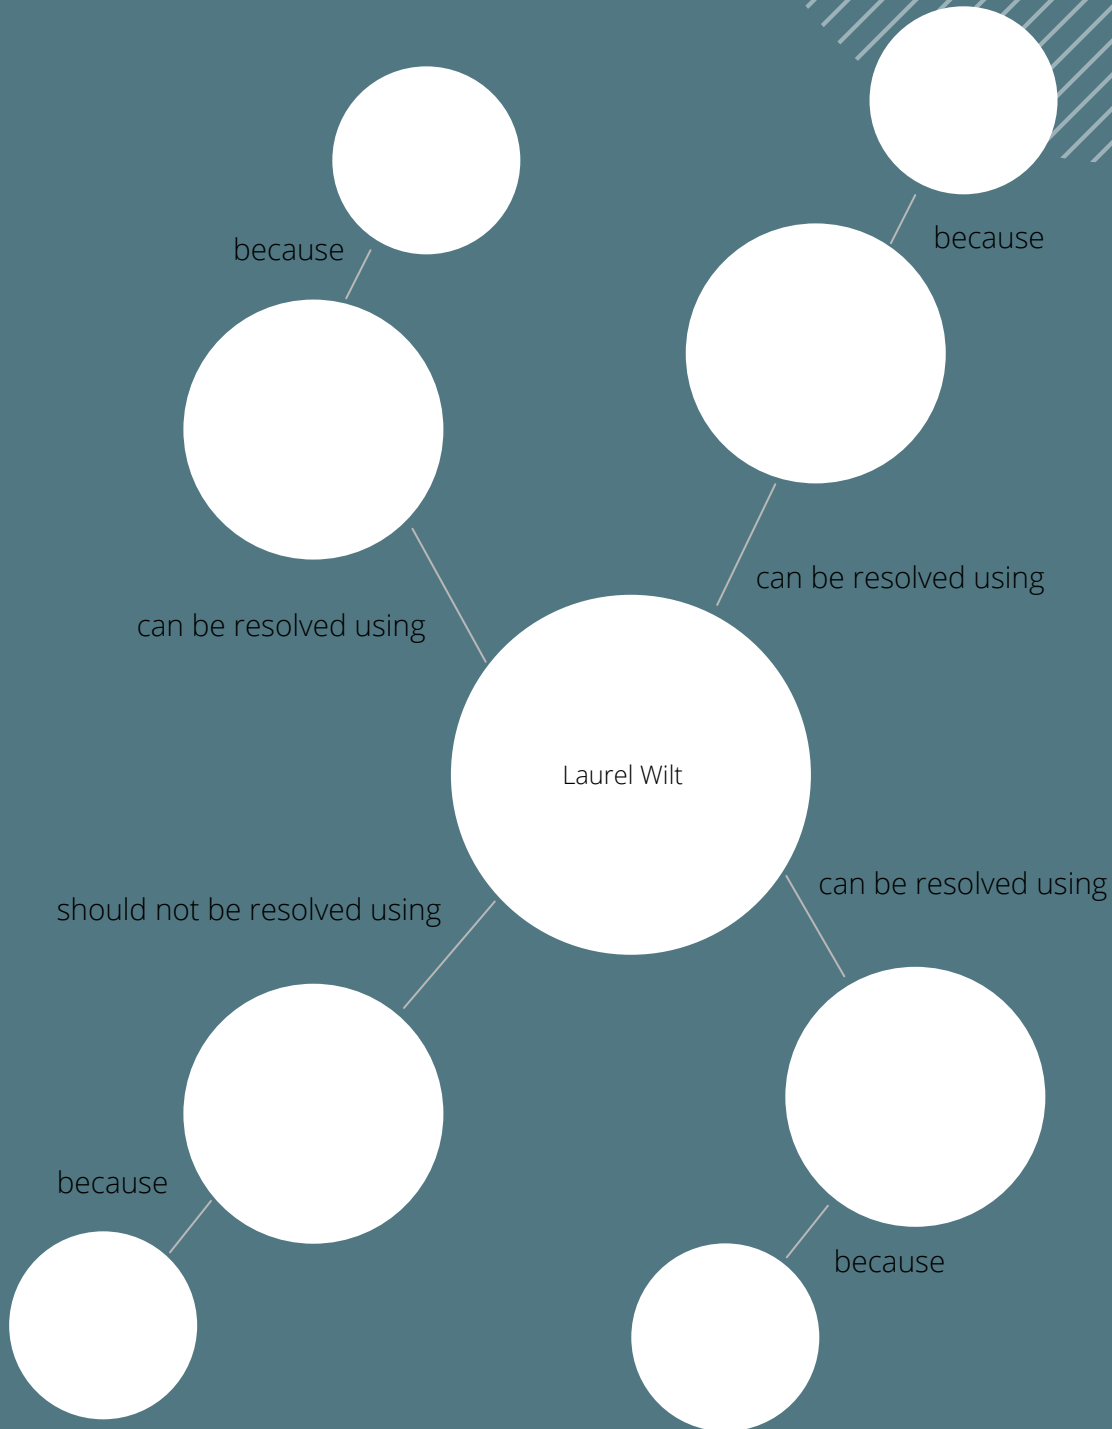 because
because
can be resolved using
can be resolved using
Laurel Wilt
can be resolved using
should not be resolved using
because
because